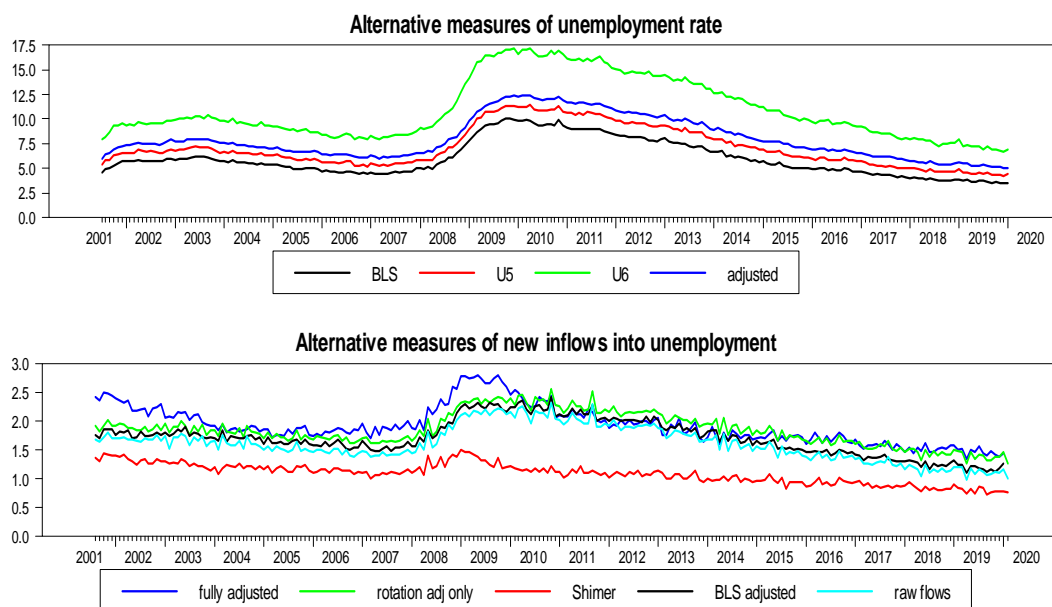 Alternative measures of unemployment rate
17.5
15.0
12.5
10.0
7.5
5.0
2.5
0.0
2001 2002 2003 2004 2005 2006 2007 2008 2009 2010 2011 2012 2013 2014 2015 2016 2017 2018 2019 2020
BLS U5 U6 adjusted
Alternative measures of new inflows into unemployment
3.0
2.5
2.0
1.5
1.0
0.5
0.0
2001 2002 2003 2004 2005 2006 2007 2008 2009 2010 2011 2012 2013 2014 2015 2016 2017 2018 2019 2020
fully adjusted rotation adj only Shimer BLS adjusted raw flows